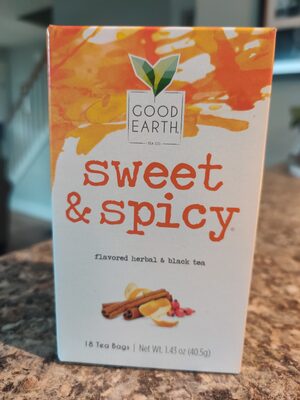 GOOD
EARTH
TEA CO.
sweet
& spicy
flavored herbal & black tea
18 Tea Bags | Net Wt. 1.43 oz (40.5g)